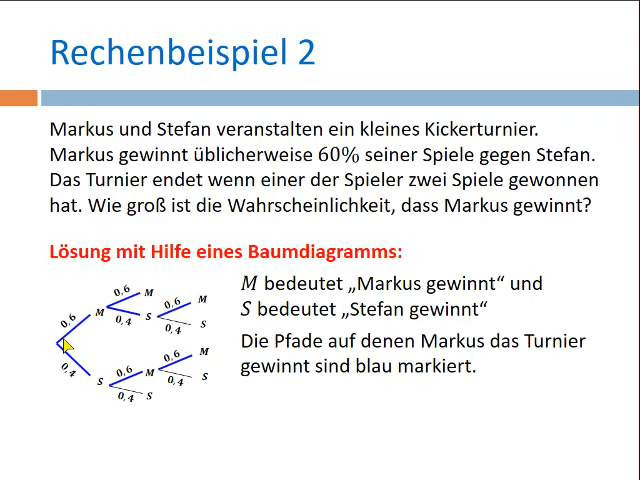 Rechenbeispiel 2
Markus und Stefan veranstalten ein kleines Kickerturnier.
Markus gewinnt üblicherweise 60% seiner Spiele gegen Stefan.
Das Turnier endet wenn einer der Spieler zwei Spiele gewonnen
hat. Wie groß ist die Wahrscheinlichkeit, dass Markus gewinnt?
Lösung mit Hilfe eines Baumdiagramms:
M bedeutet „Markus gewinnt“ und
S bedeutet „Stefan gewinnt“
Die Pfade auf denen Markus das Turnier
gewinnt sind blau markiert.
0,6 M
0,6 M
0,4 S
0,6 M
0,4 S
0,4 S
0,6 M
0,6 M
0,4 S
0,4 S